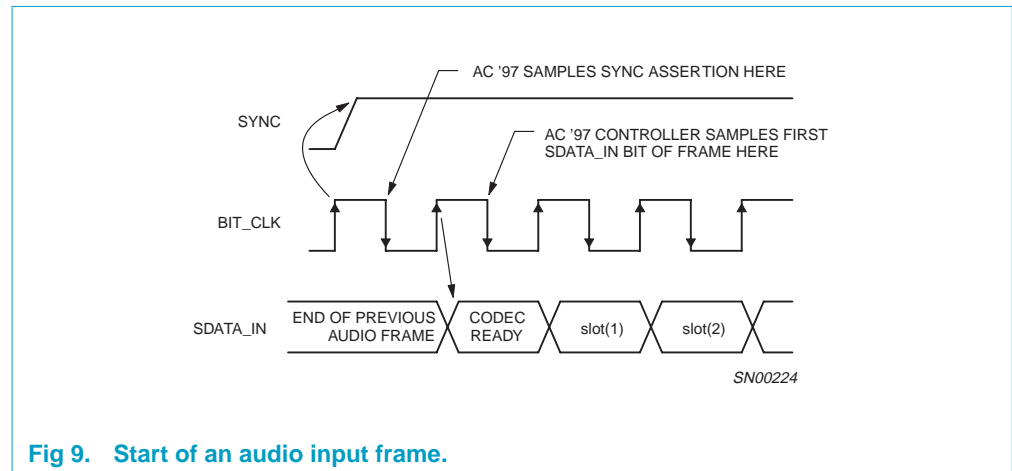 AC '97 SAMPLES SYNC ASSERTION HERE
SYNC
AC '97 CONTROLLER SAMPLES FIRST
SDATA_IN BIT OF FRAME HERE
BIT_CLK
SDATA_IN
END OF PREVIOUS
AUDIO FRAME
CODEC
READY
slot(1)
slot(2)
SN00224
Fig 9. Start of an audio input frame.